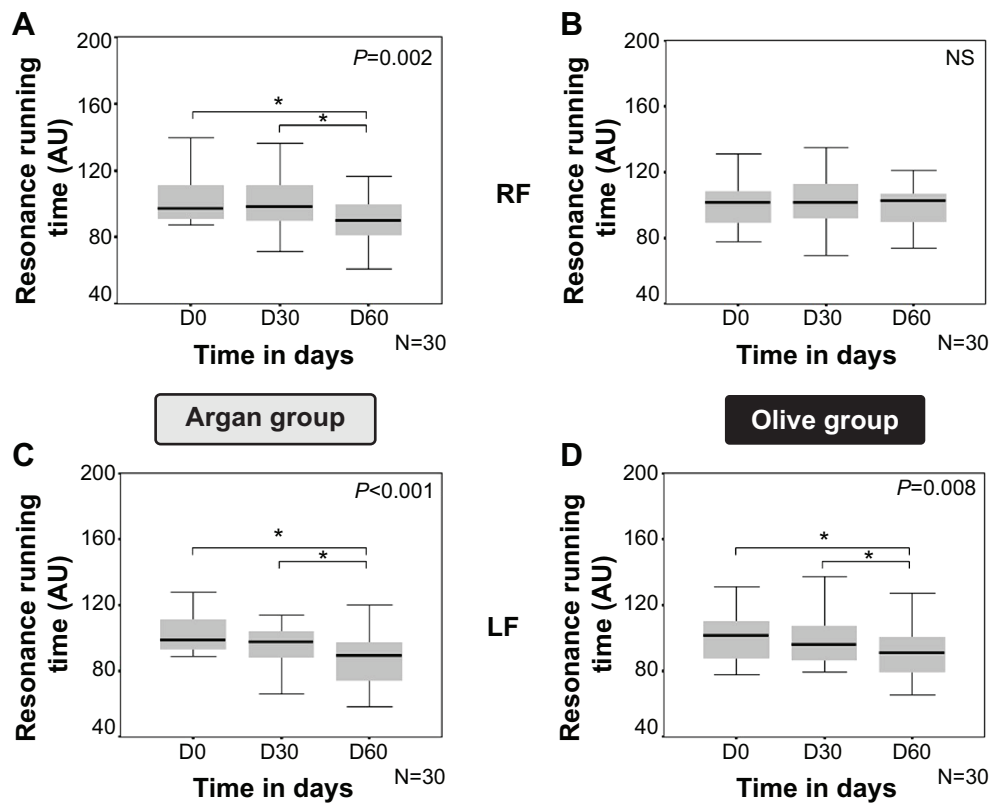 A
Resonance running
time (AU)
200
160
120
80
40
P=0.002
*
*
D0 D30 D60
N=30
Time in days
RF
B
Resonance running
time (AU)
200
160
120
80
40
NS
D0 D30 D60
N=30
Time in days
Argan group
Olive group
C
Resonance running
time (AU)
200
160
120
80
40
P<0.001
*
*
D0 D30 D60
N=30
Time in days
LF
D
Resonance running
time (AU)
200
160
120
80
40
P=0.008
*
*
D0 D30 D60
N=30
Time in days